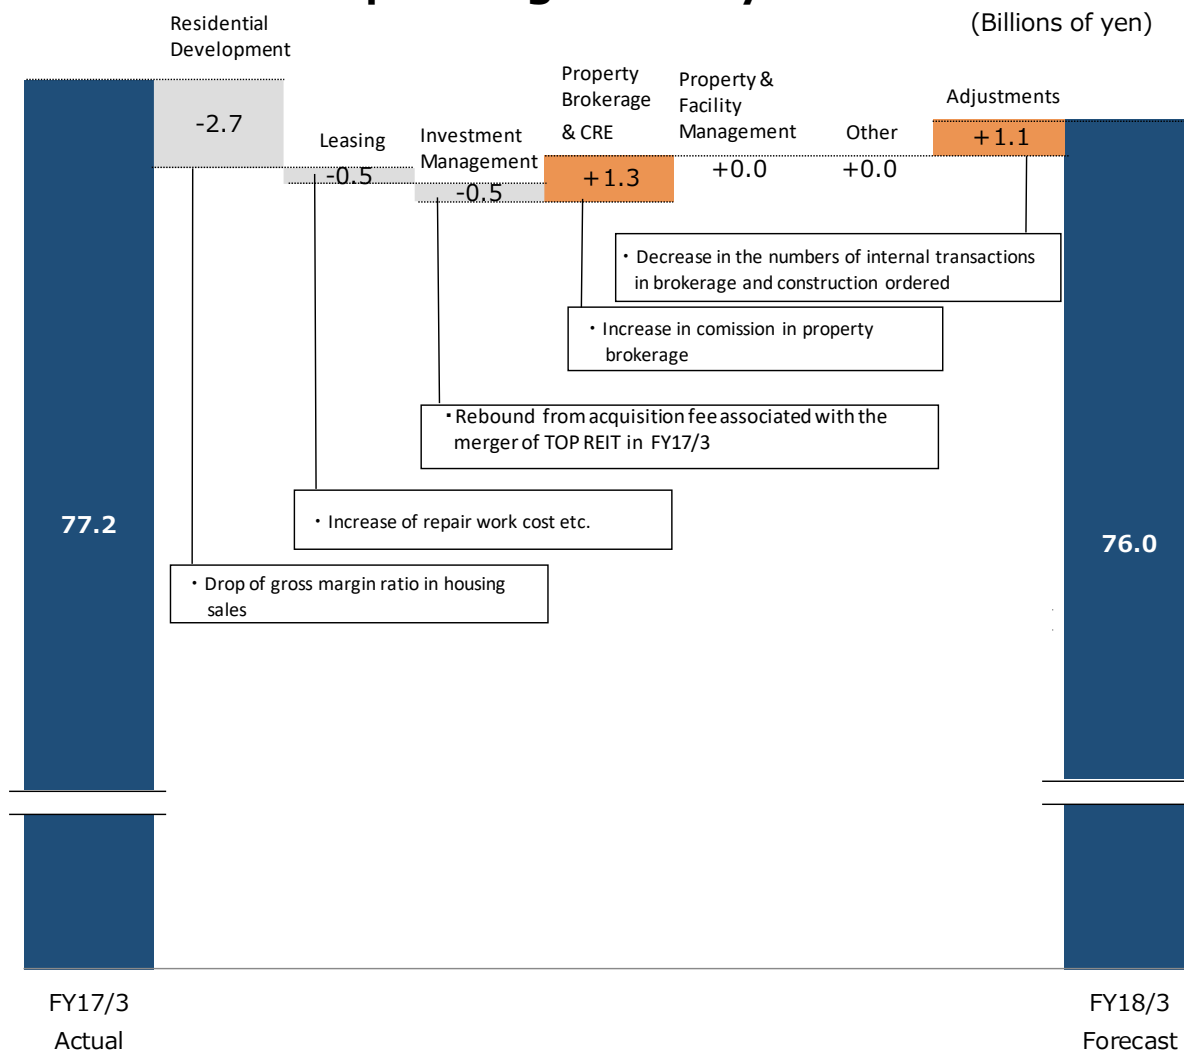 (Billions of yen)
Residential
Development
-2.7
Leasing
-0.5
Investment
Management
-0.5
Property
Brokerage
& CRE
+1.3
Property &
Facility
Management
+0.0
Other
+0.0
Adjustments
+1.1
・Decrease in the numbers of internal transactions
in brokerage and construction ordered
・Increase in comission in property
brokerage
・Rebound from acquisition fee associated with the
merger of TOP REIT in FY17/3
・Increase of repair work cost etc.
・Drop of gross margin ratio in housing
sales
77.2
76.0
FY17/3
Actual
FY18/3
Forecast